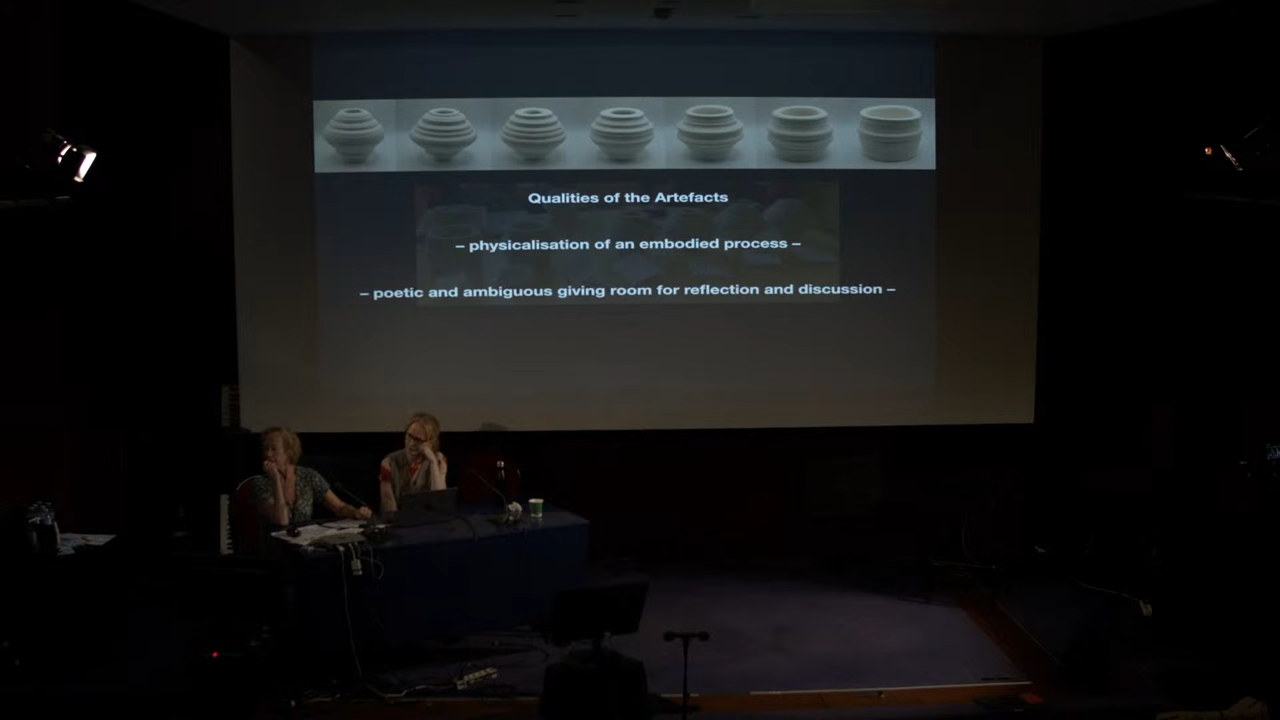 Qualities of the Artefacts
– physicalisation of an embodied process –
– poetic and ambiguous giving room for reflection and discussion –